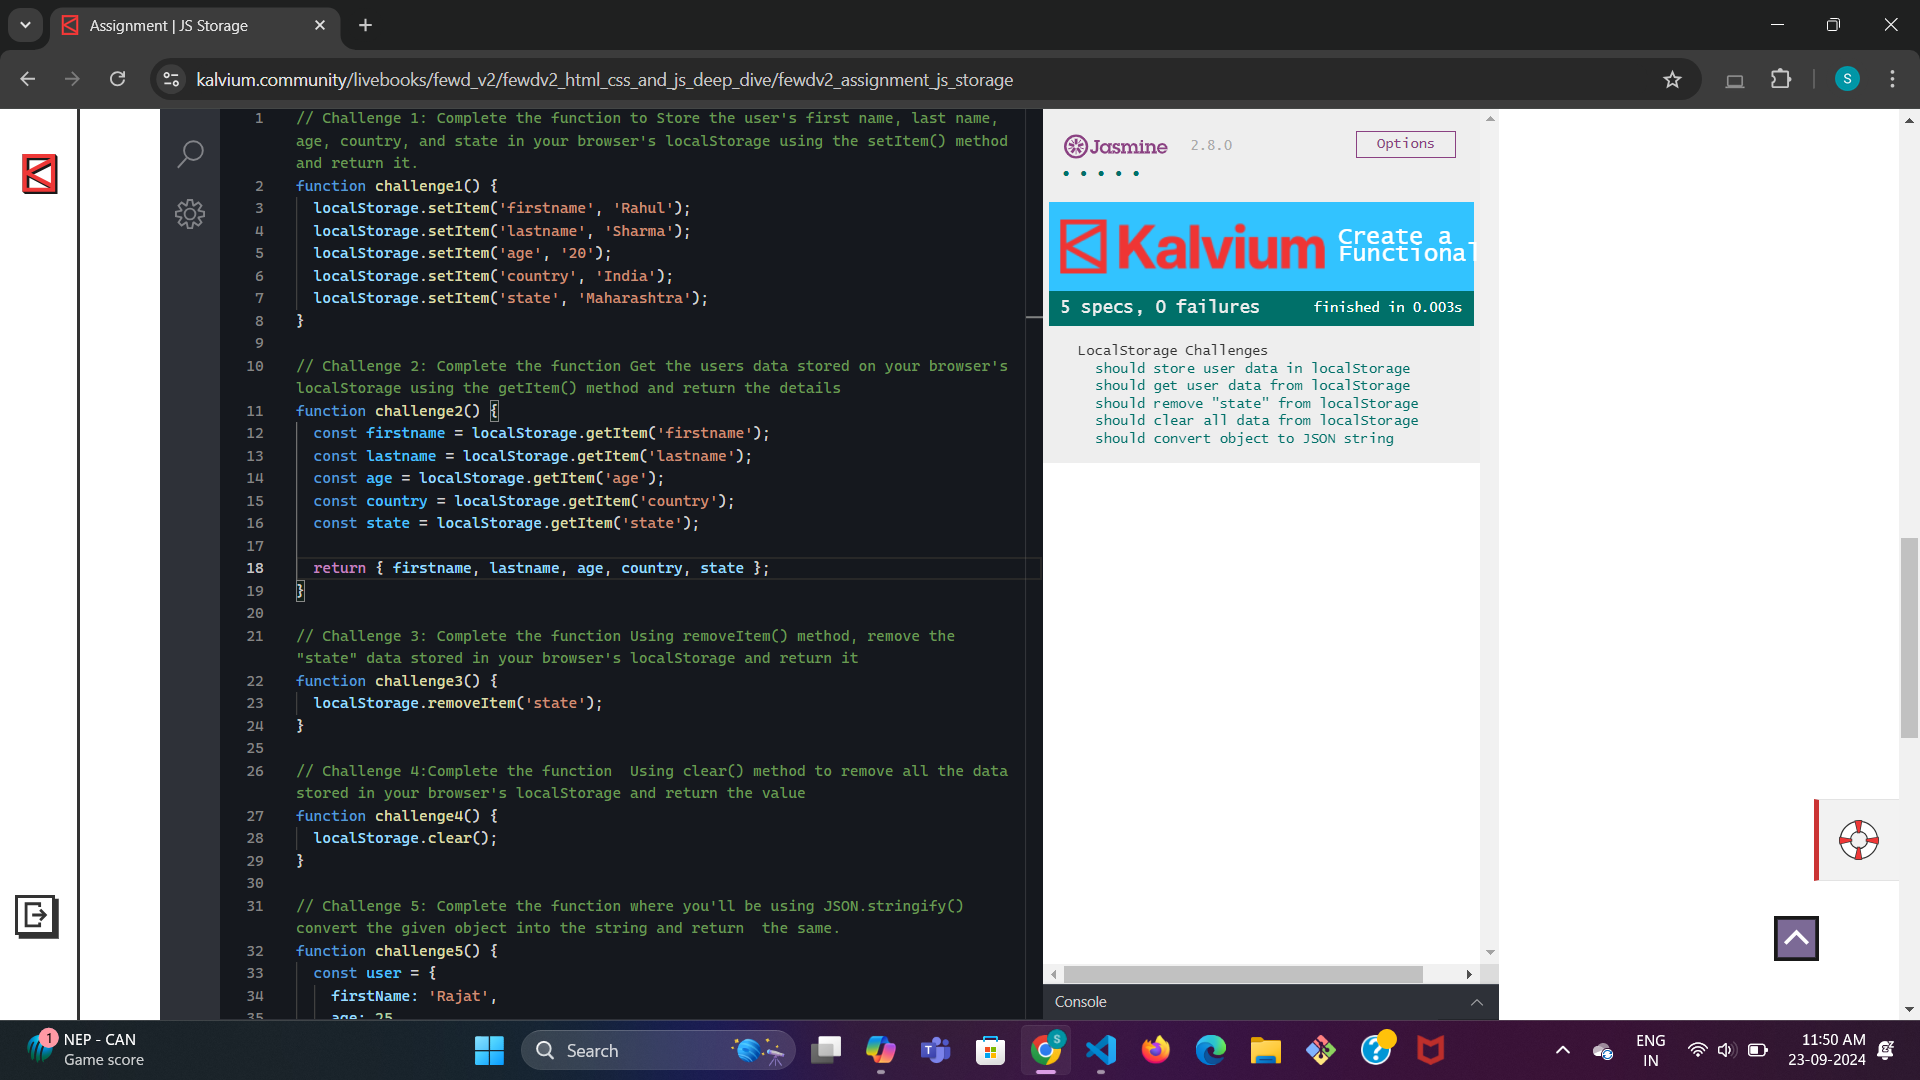 Assignment | JS Storage
kalvium.community/livebooks/fewd_v2/fewdv2_html_css_and_js_deep_dive/fewdv2_assignment_js_storage
S
1 // Challenge 1: Complete the function to Store the user's first name, last name,
age, country, and state in your browser's localStorage using the setItem() method
and return it.
2 function challenge1() {
3 localStorage.setItem('firstname', 'Rahul');
4 localStorage.setItem('lastname', 'Sharma');
5 localStorage.setItem('age', '20');
6 localStorage.setItem('country', 'India');
7 localStorage.setItem('state', 'Maharashtra');
8 }
9
10 // Challenge 2: Complete the function Get the users data stored on your browser's
localStorage using the getItem() method and return the details
11 function challenge2() {
12 const firstname = localStorage.getItem('firstname');
13 const lastname = localStorage.getItem('lastname');
14 const age = localStorage.getItem('age');
15 const country = localStorage.getItem('country');
16 const state = localStorage.getItem('state');
17
18 return { firstname, lastname, age, country, state };
19 }
20
21 // Challenge 3: Complete the function Using removeItem() method, remove the
"state" data stored in your browser's localStorage and return it
22 function challenge3() {
23 localStorage.removeItem('state');
24 }
25
26 // Challenge 4:Complete the function  Using clear() method to remove all the data
stored in your browser's localStorage and return the value
27 function challenge4() {
28 localStorage.clear();
29 }
30
31 // Challenge 5: Complete the function where you'll be using JSON.stringify()
convert the given object into the string and return  the same.
32 function challenge5() {
33 const user = {
34 firstName: 'Rajat',
35 age: 25
Jasmine 2.8.0
Options
Kalvium
Create a
Functional
5 specs, 0 failures
finished in 0.003s
LocalStorage Challenges
should store user data in localStorage
should get user data from localStorage
should remove "state" from localStorage
should clear all data from localStorage
should convert object to JSON string
Console
1
NEP - CAN
Game score
Search
S
ENG
IN
11:50 AM
23-09-2024